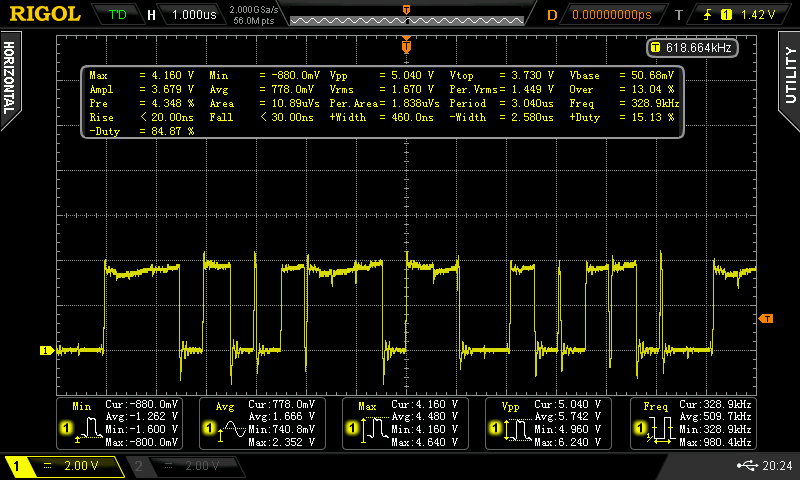 RIGOL T'D H 1.000us 2.000GSa/s 56.0M pts D 0.00000000ps T 1 1.42 V
HORIZONTAL
UTILITY
T 618.664kHz
Max = 4.160 V Min = -880.0mV Vpp = 5.040 V Vtop = 3.730 V Vbase = 50.68mV
Ampl = 3.679 V Avg = 778.0mV Vrms = 1.670 V Per.Vrms= 1.449 V Over = 13.04 %
Pre = 4.348 % Area = 10.89uVs Per.Area= 1.838uVs Period = 3.040us Freq = 328.9kHz
Rise < 20.00ns Fall < 30.00ns +Width = 460.0ns -Width = 2.580us +Duty = 15.13 %
-Duty = 84.87 %
T
T
1
T
Min Cur:-880.0mV
Avg:-1.262 V
1 Min:-1.600 V
Max:-800.0mV
Avg Cur: 778.0mV
Avg: 1.666 V
1 Min: 740.8mV
Max: 2.352 V
Max Cur: 4.160 V
Avg: 4.480 V
1 Min: 4.160 V
Max: 4.640 V
Vpp Cur: 5.040 V
Avg: 5.742 V
1 Min: 4.960 V
Max: 6.240 V
Freq Cur: 328.9kHz
Avg: 509.7kHz
1 Min: 328.9kHz
Max: 980.4kHz
1 = 2.00 V 2 = 2.00 V 20:24